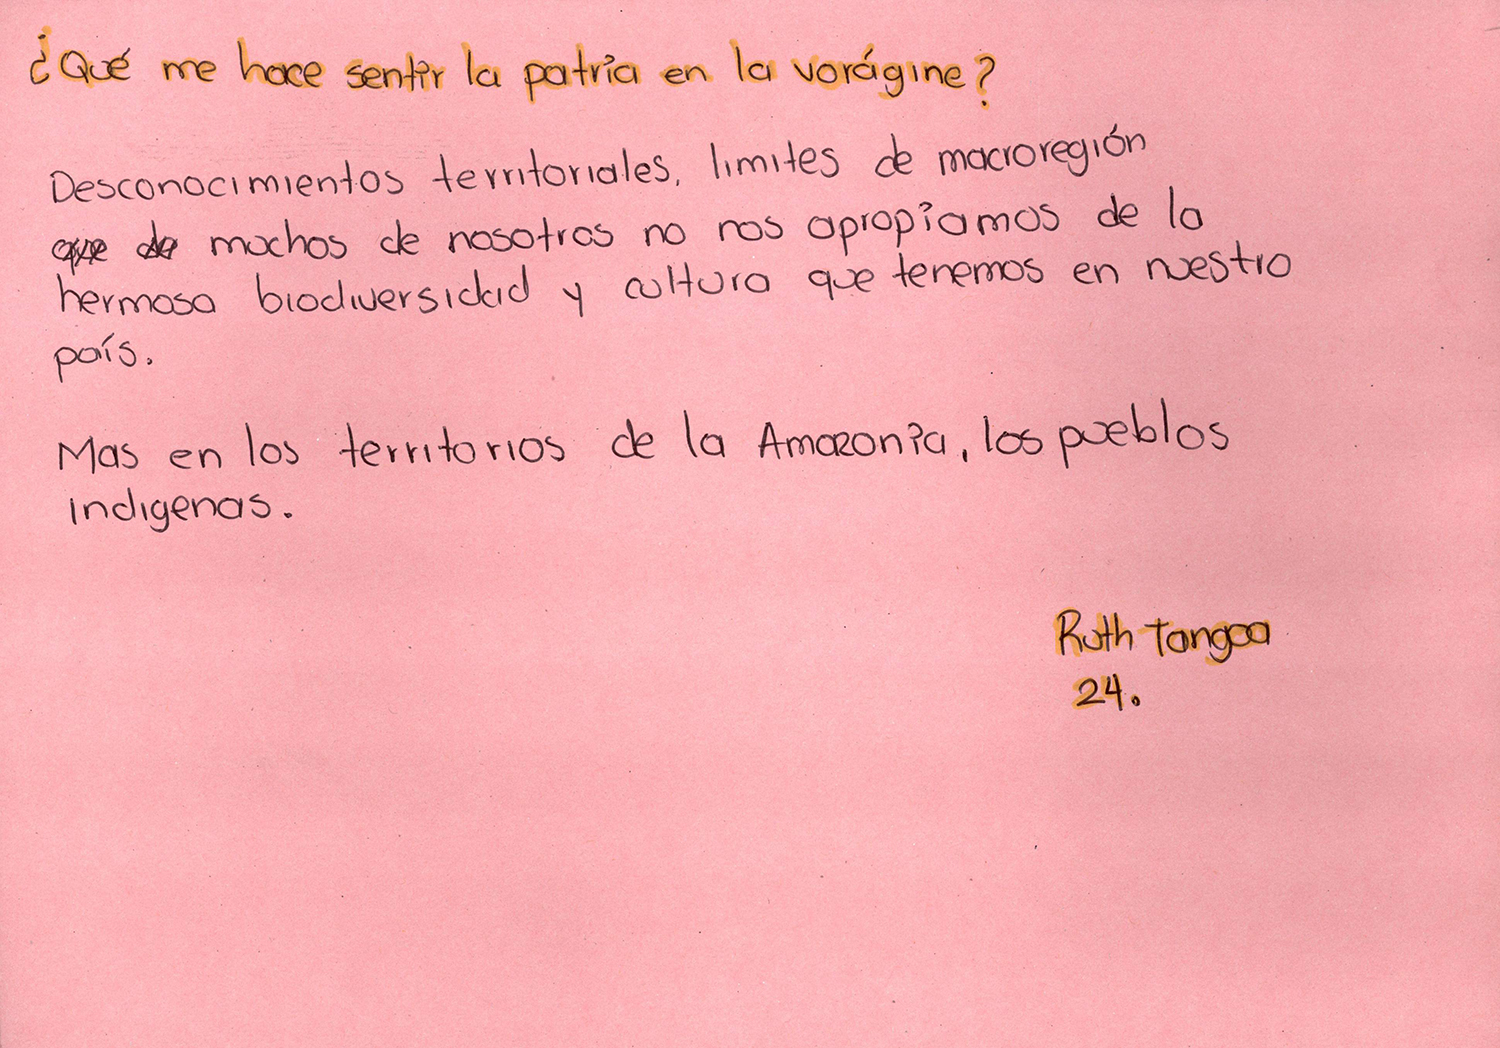 ¿Qué me hace sentir la patria en la vorágine?
Desconocimientos territoriales, limites de macroregión
que de muchos de nosotros no nos apropiamos de la
hermosa biodiversidad y cultura que tenemos en nuestro
país.
Mas en los territorios de la Amazonia, los pueblos
indigenas.
Ruth Tangoa
24.